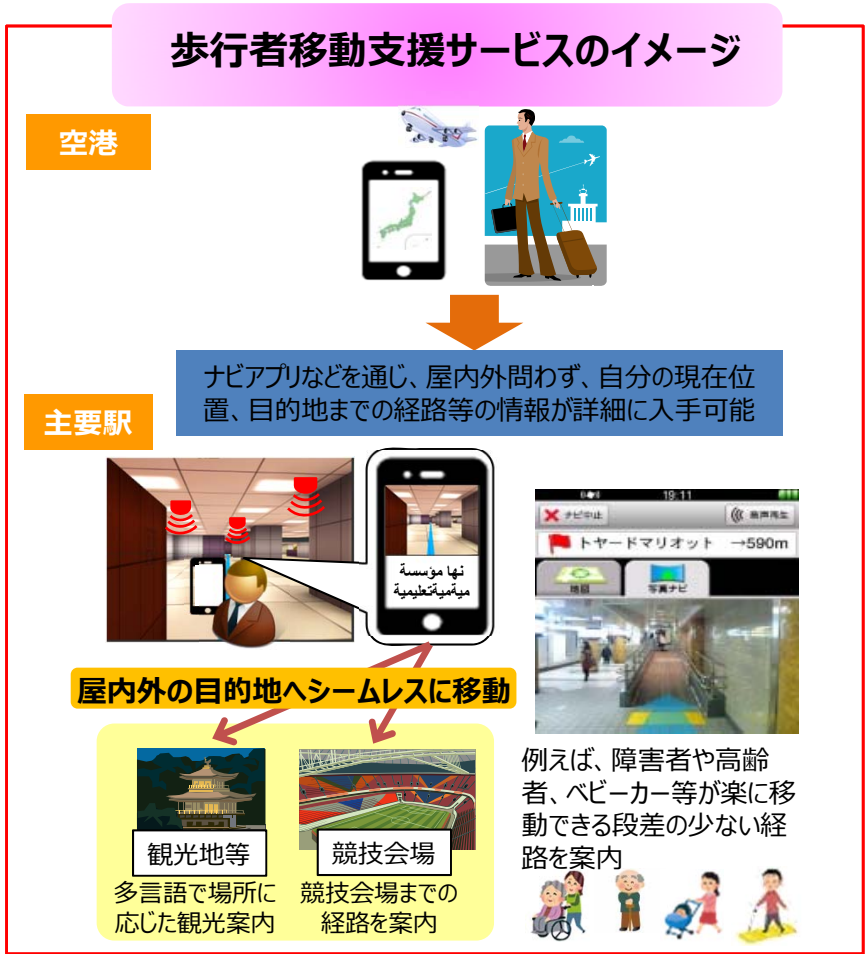 歩行者移動支援サービスのイメージ
空港
ナビアプリなどを通じ、屋内外問わず、自分の現在位
置、目的地までの経路等の情報が詳細に入手可能
主要駅
نها مؤسسة
ميةميةتعليمية
19:11
ナビ中止
音声再生
トヤードマリオット →590m
地図
写真ナビ
屋内外の目的地へシームレスに移動
観光地等
多言語で場所に
応じた観光案内
競技会場
競技会場までの
経路を案内
例えば、障害者や高齢
者、ベビーカー等が楽に移
動できる段差の少ない経
路を案内